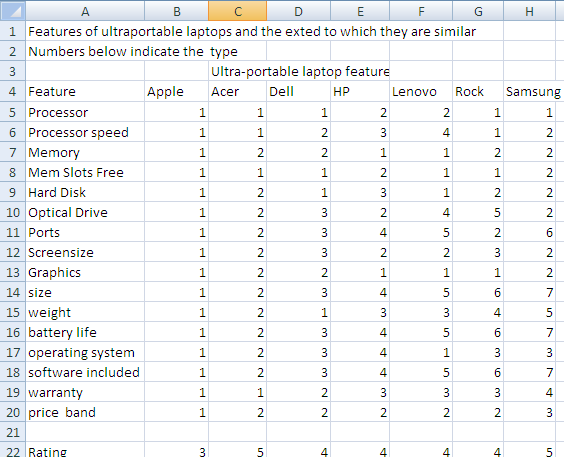 A B C D E F G H
1 Features of ultraportable laptops and the exted to which they are similar
2 Numbers below indicate the type
3 Ultra-portable laptop feature
4 Feature Apple Acer Dell HP Lenovo Rock Samsung
5 Processor 1 1 1 2 2 1 1
6 Processor speed 1 1 2 3 4 1 2
7 Memory 1 2 2 1 1 2 2
8 Mem Slots Free 1 1 1 2 1 1 2
9 Hard Disk 1 2 1 3 1 2 2
10 Optical Drive 1 2 3 2 4 5 2
11 Ports 1 2 3 4 5 2 6
12 Screensize 1 2 3 2 2 3 2
13 Graphics 1 2 2 1 1 1 2
14 size 1 2 3 4 5 6 7
15 weight 1 2 1 3 3 4 5
16 battery life 1 2 3 4 5 6 7
17 operating system 1 2 3 4 1 3 3
18 software included 1 2 3 4 5 6 7
19 warranty 1 1 2 3 3 3 4
20 price band 1 2 2 2 2 2 3
21
22 Rating 3 5 4 4 4 4 5